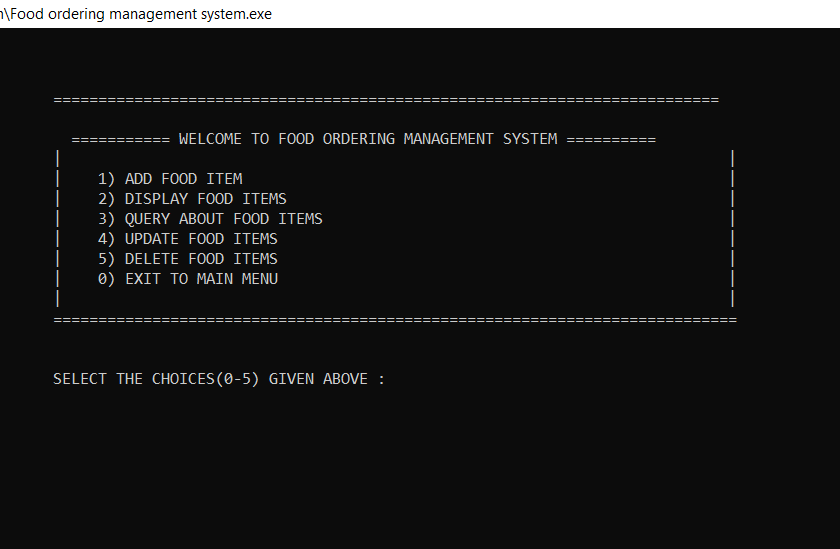 n\Food ordering management system.exe
==========================================================================
=========== WELCOME TO FOOD ORDERING MANAGEMENT SYSTEM ==========
| |
| 1) ADD FOOD ITEM |
| 2) DISPLAY FOOD ITEMS |
| 3) QUERY ABOUT FOOD ITEMS |
| 4) UPDATE FOOD ITEMS |
| 5) DELETE FOOD ITEMS |
| 0) EXIT TO MAIN MENU |
| |
============================================================================
SELECT THE CHOICES(0-5) GIVEN ABOVE :